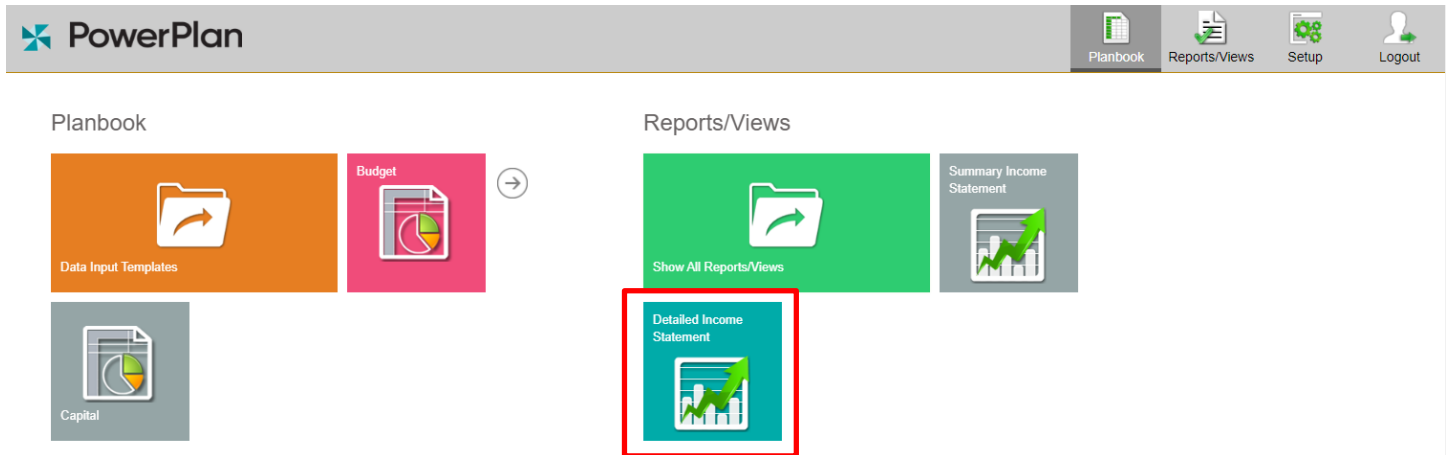 PowerPlan
Planbook
Reports/Views
Setup
Logout
Planbook
Data Input Templates
Budget
Capital
Reports/Views
Show All Reports/Views
Summary Income
Statement
Detailed Income
Statement